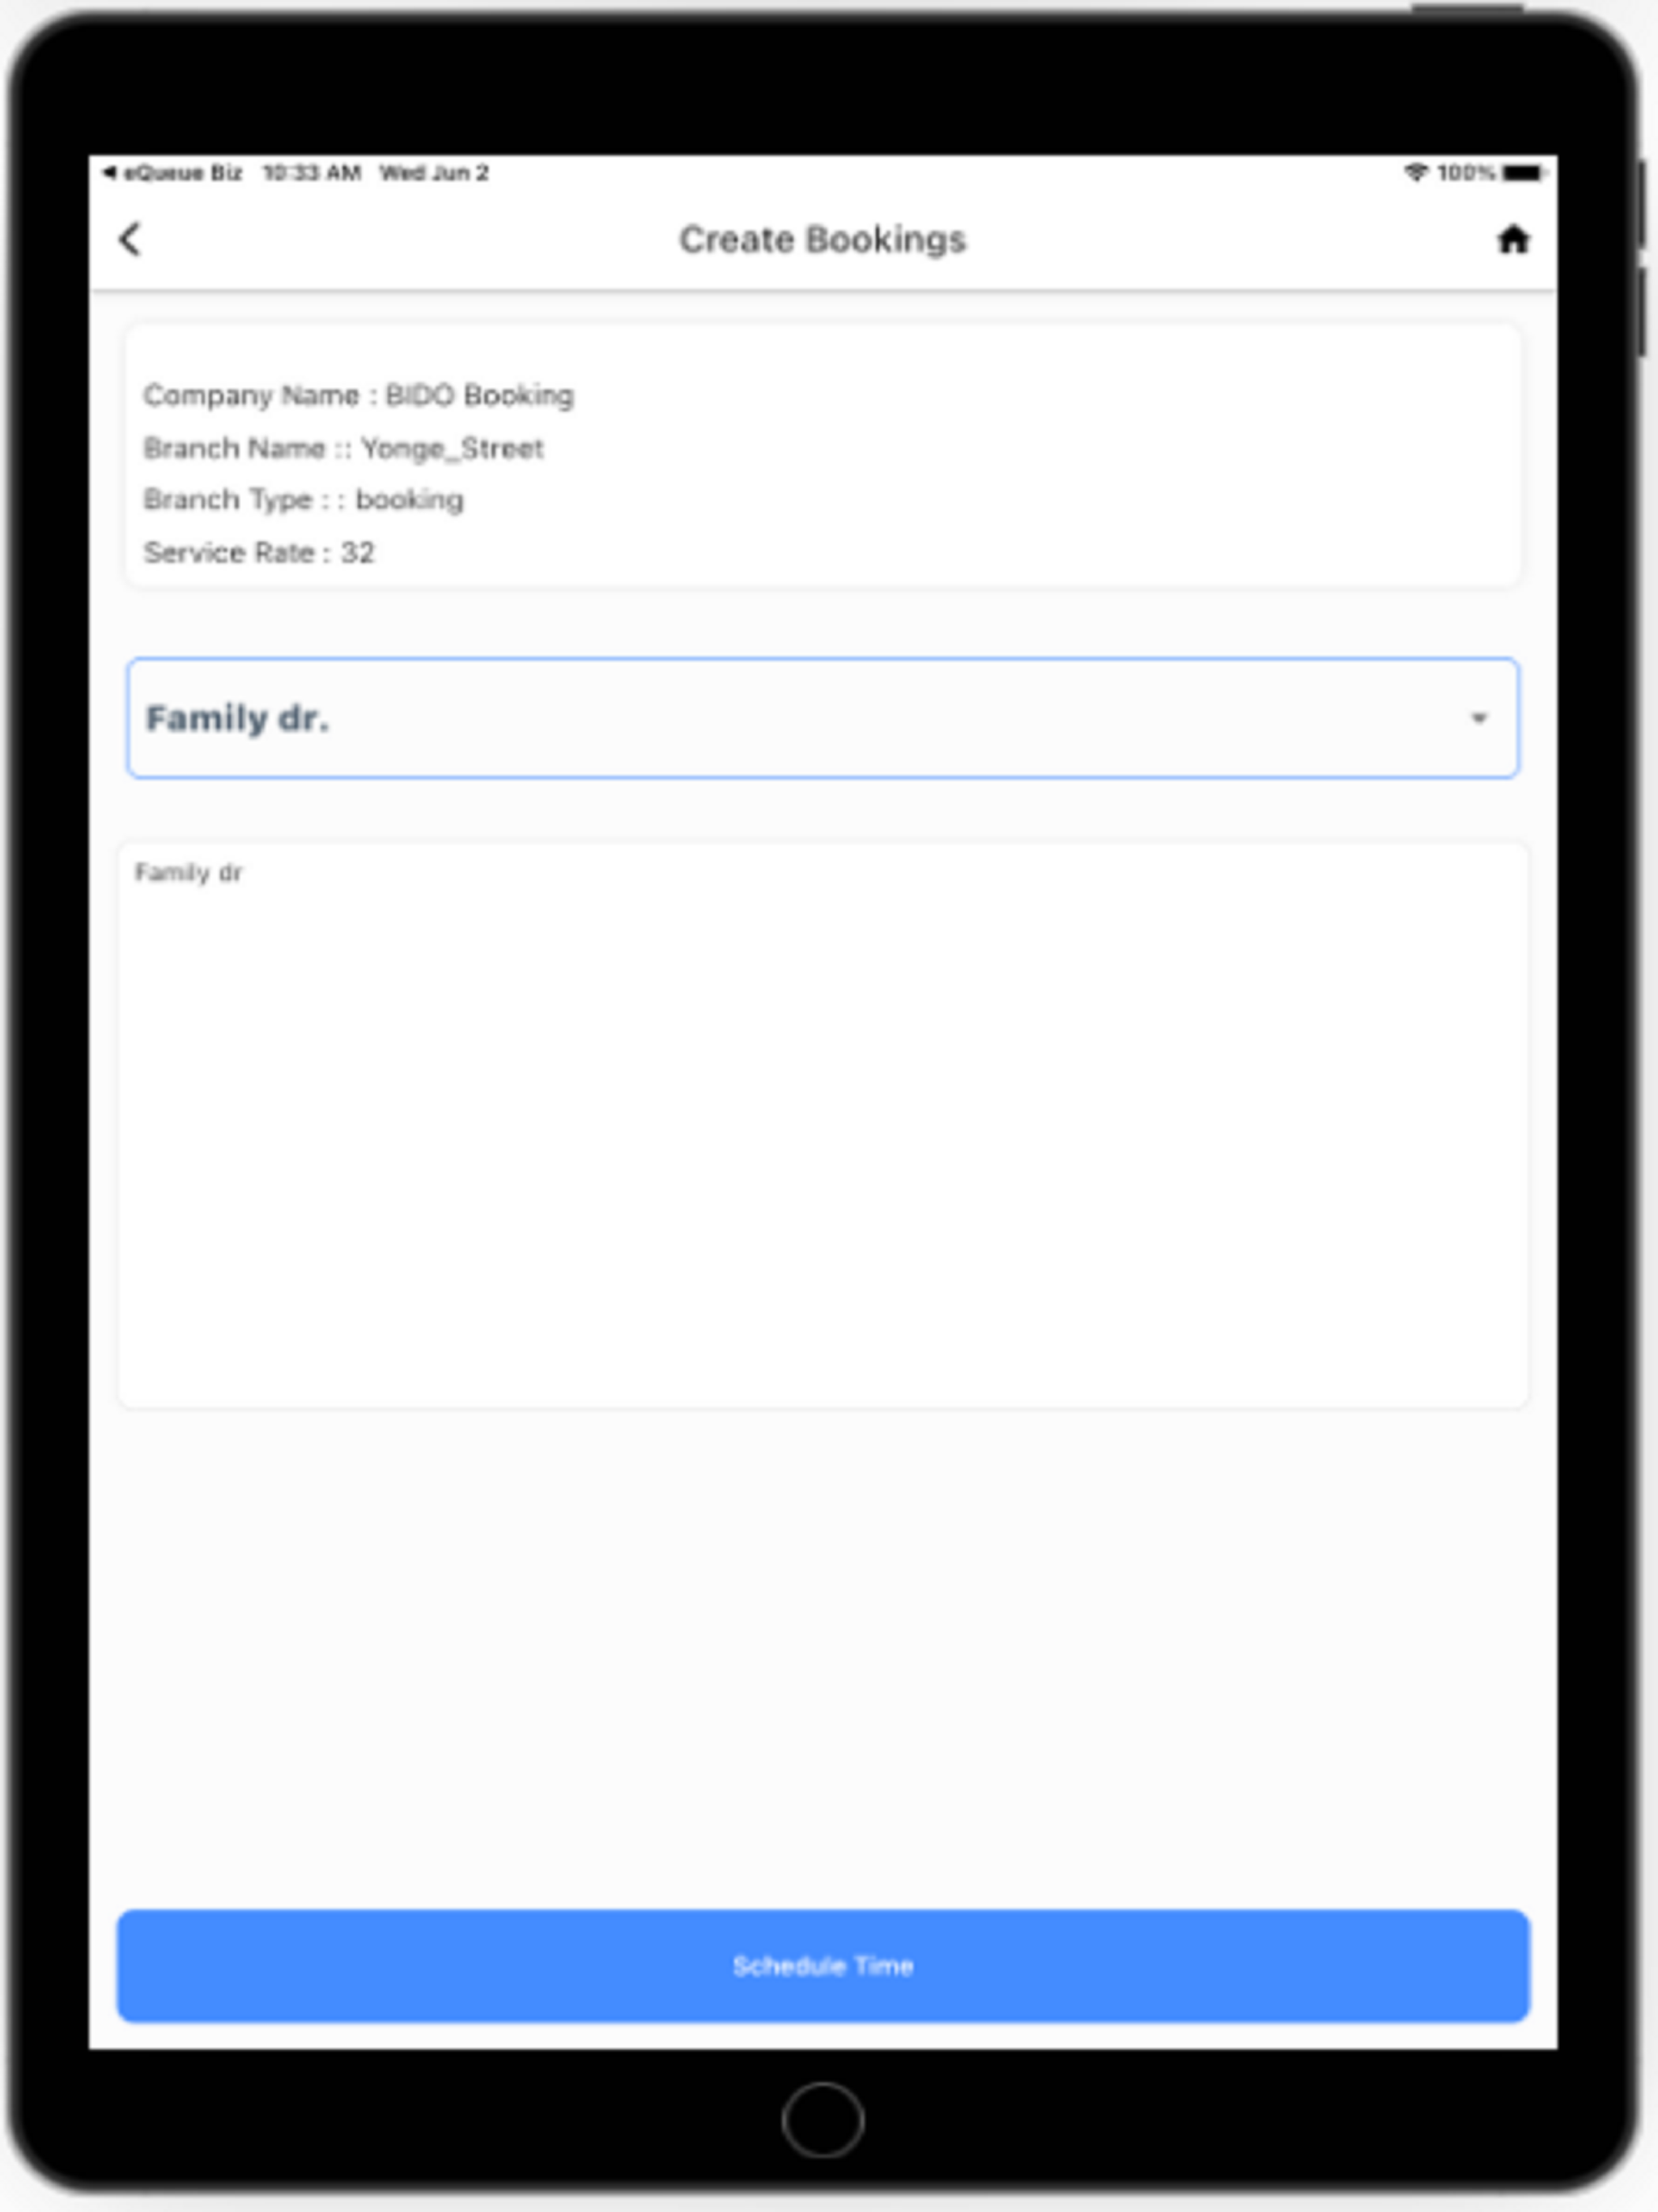 eQueue Biz 10:33 AM Wed Jun 2 100%
Create Bookings
Company Name : BIDO Booking
Branch Name :: Yonge_Street
Branch Type : : booking
Service Rate : 32
Family dr.
Family dr
Schedule Time